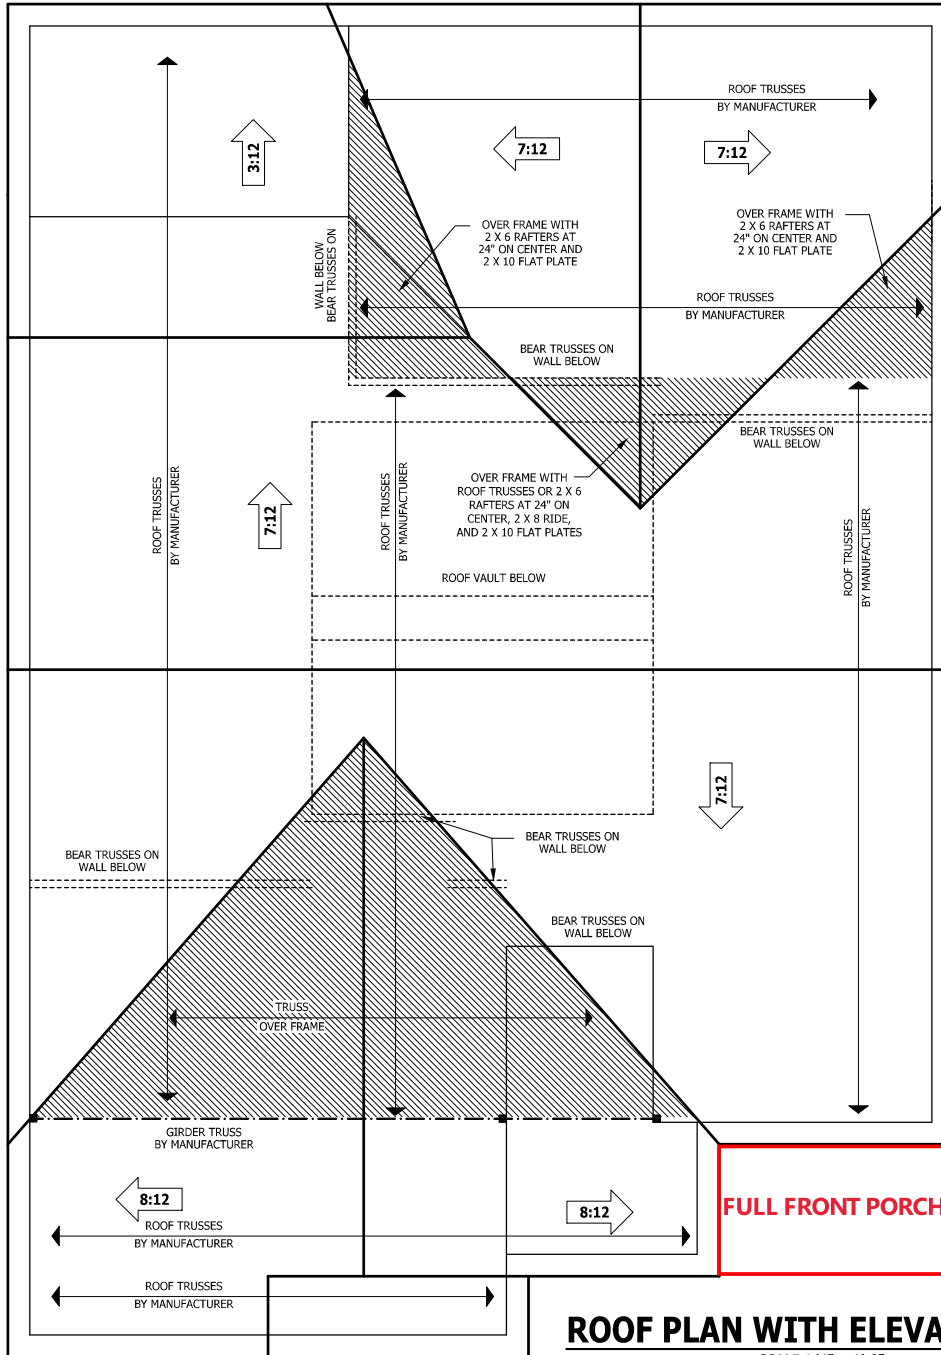 ROOF TRUSSES
BY MANUFACTURER
3:12
7:12
7:12
OVER FRAME WITH
2 X 6 RAFTERS AT
24" ON CENTER AND
2 X 10 FLAT PLATE
OVER FRAME WITH
2 X 6 RAFTERS AT
24" ON CENTER AND
2 X 10 FLAT PLATE
WALL BELOW
BEAR TRUSSES ON
ROOF TRUSSES
BY MANUFACTURER
BEAR TRUSSES ON
WALL BELOW
BEAR TRUSSES ON
WALL BELOW
ROOF TRUSSES
BY MANUFACTURER
7:12
ROOF TRUSSES
BY MANUFACTURER
OVER FRAME WITH
ROOF TRUSSES OR 2 X 6
RAFTERS AT 24" ON
CENTER, 2 X 8 RIDE,
AND 2 X 10 FLAT PLATES
ROOF TRUSSES
BY MANUFACTURER
ROOF VAULT BELOW
7:12
BEAR TRUSSES ON
WALL BELOW
BEAR TRUSSES ON
WALL BELOW
BEAR TRUSSES ON
WALL BELOW
TRUSS
OVER FRAME
GIRDER TRUSS
BY MANUFACTURER
8:12
8:12
FULL FRONT PORCH
ROOF TRUSSES
BY MANUFACTURER
ROOF TRUSSES
BY MANUFACTURER
ROOF PLAN WITH ELEVA